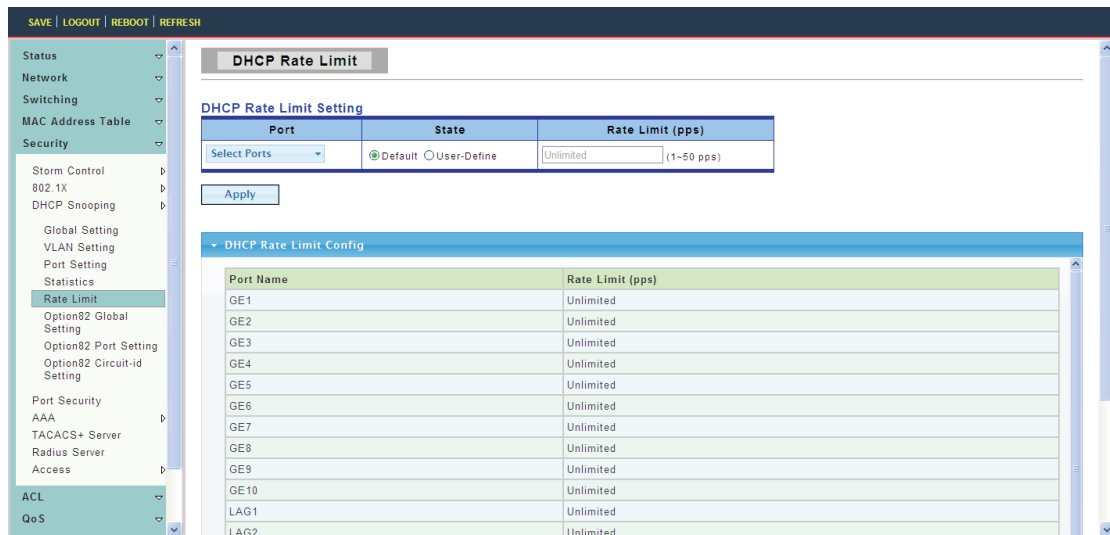 SAVE | LOGOUT | REBOOT | REFRESH
Status
Network
Switching
MAC Address Table
Security
Storm Control
802.1X
DHCP Snooping
Global Setting
VLAN Setting
Port Setting
Statistics
Rate Limit
Option82 Global
Setting
Option82 Port Setting
Option82 Circuit-id
Setting
Port Security
AAA
TACACS+ Server
Radius Server
Access
ACL
QoS
DHCP Rate Limit
DHCP Rate Limit Setting
Port State Rate Limit (pps)
Select Ports Default User-Define Unlimited (1~50 pps)
Apply
DHCP Rate Limit Config
Port Name Rate Limit (pps)
GE1 Unlimited
GE2 Unlimited
GE3 Unlimited
GE4 Unlimited
GE5 Unlimited
GE6 Unlimited
GE7 Unlimited
GE8 Unlimited
GE9 Unlimited
GE10 Unlimited
LAG1 Unlimited
LAG2 Unlimited